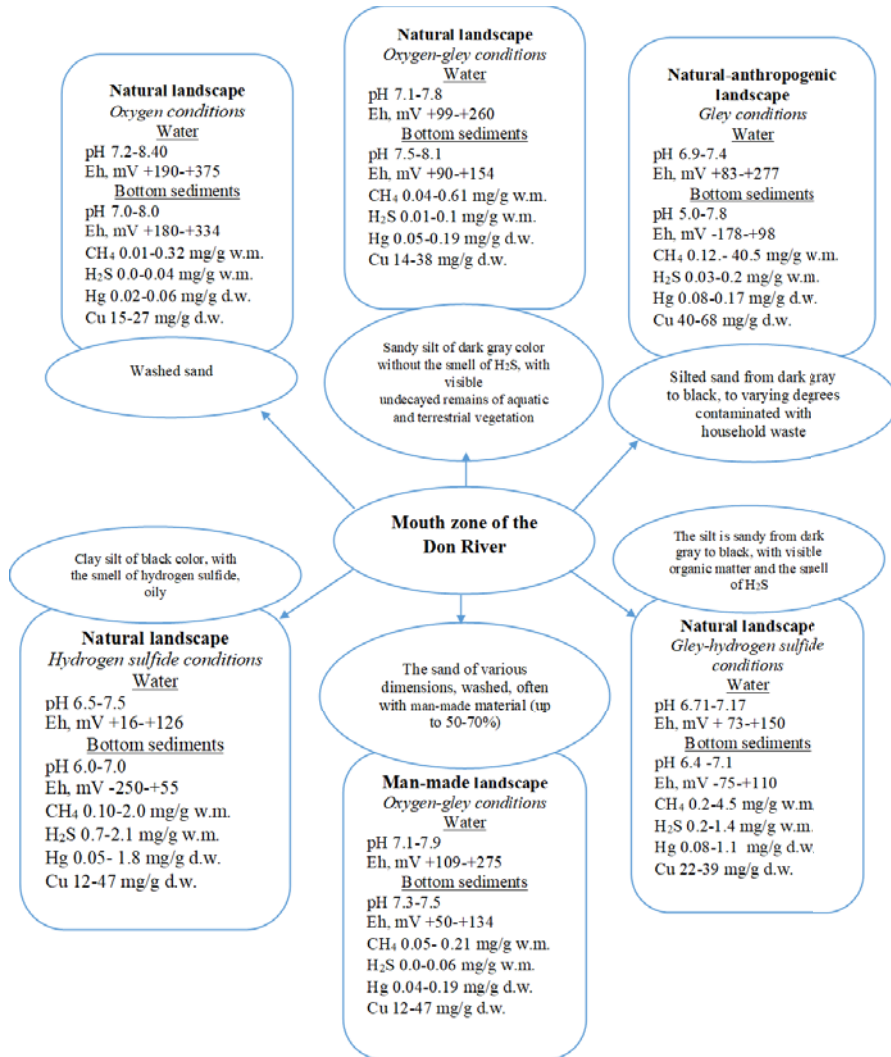 Natural landscape
Oxygen conditions
Water
pH 7.2-8.40
Eh, mV +190-+375
Bottom sediments
pH 7.0-8.0
Eh, mV +180-+334
CH₄ 0.01-0.32 mg/g w.m.
H₂S 0.0-0.04 mg/g w.m.
Hg 0.02-0.06 mg/g d.w.
Cu 15-27 mg/g d.w.
Washed sand
Natural landscape
Oxygen-gley conditions
Water
pH 7.1-7.8
Eh, mV +99-+260
Bottom sediments
pH 7.5-8.1
Eh, mV +90-+154
CH₄ 0.04-0.61 mg/g w.m.
H₂S 0.01-0.1 mg/g w.m.
Hg 0.05-0.19 mg/g d.w.
Cu 14-38 mg/g d.w.
Sandy silt of dark gray color
without the smell of H₂S, with
visible
undecayed remains of aquatic
and terrestrial vegetation
Natural-anthropogenic
landscape
Gley conditions
Water
pH 6.9-7.4
Eh, mV +83-+277
Bottom sediments
pH 5.0-7.8
Eh, mV -178-+98
CH₄ 0.12.- 40.5 mg/g w.m.
H₂S 0.03-0.2 mg/g w.m.
Hg 0.08-0.17 mg/g d.w.
Cu 40-68 mg/g d.w.
Silted sand from dark gray
to black, to varying degrees
contaminated with
household waste
Mouth zone of the
Don River
Clay silt of black color, with
the smell of hydrogen sulfide,
oily
Natural landscape
Hydrogen sulfide conditions
Water
pH 6.5-7.5
Eh, mV +16-+126
Bottom sediments
pH 6.0-7.0
Eh, mV -250-+55
CH₄ 0.10-2.0 mg/g w.m.
H₂S 0.7-2.1 mg/g w.m.
Hg 0.05- 1.8 mg/g d.w.
Cu 12-47 mg/g d.w.
The sand of various
dimensions, washed, often
with man-made material (up
to 50-70%)
Man-made landscape
Oxygen-gley conditions
Water
pH 7.1-7.9
Eh, mV +109-+275
Bottom sediments
pH 7.3-7.5
Eh, mV +50-+134
CH₄ 0.05- 0.21 mg/g w.m.
H₂S 0.0-0.06 mg/g w.m.
Hg 0.04-0.19 mg/g d.w.
Cu 12-47 mg/g d.w.
The silt is sandy from dark
gray to black, with visible
organic matter and the smell
of H₂S
Natural landscape
Gley-hydrogen sulfide
conditions
Water
pH 6.71-7.17
Eh, mV + 73-+150
Bottom sediments
pH 6.4 -7.1
Eh, mV -75-+110
CH₄ 0.2-4.5 mg/g w.m.
H₂S 0.2-1.4 mg/g w.m.
Hg 0.08-1.1 mg/g d.w.
Cu 22-39 mg/g d.w.